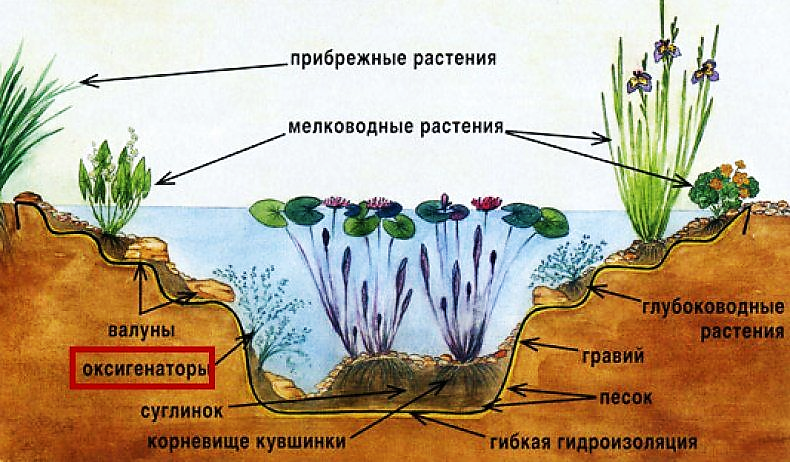 прибрежные растения
мелководные растения
глубоководные
растения
валуны
оксигенаторы
гравий
песок
суглинок
корневище кувшинки
гибкая гидроизоляция